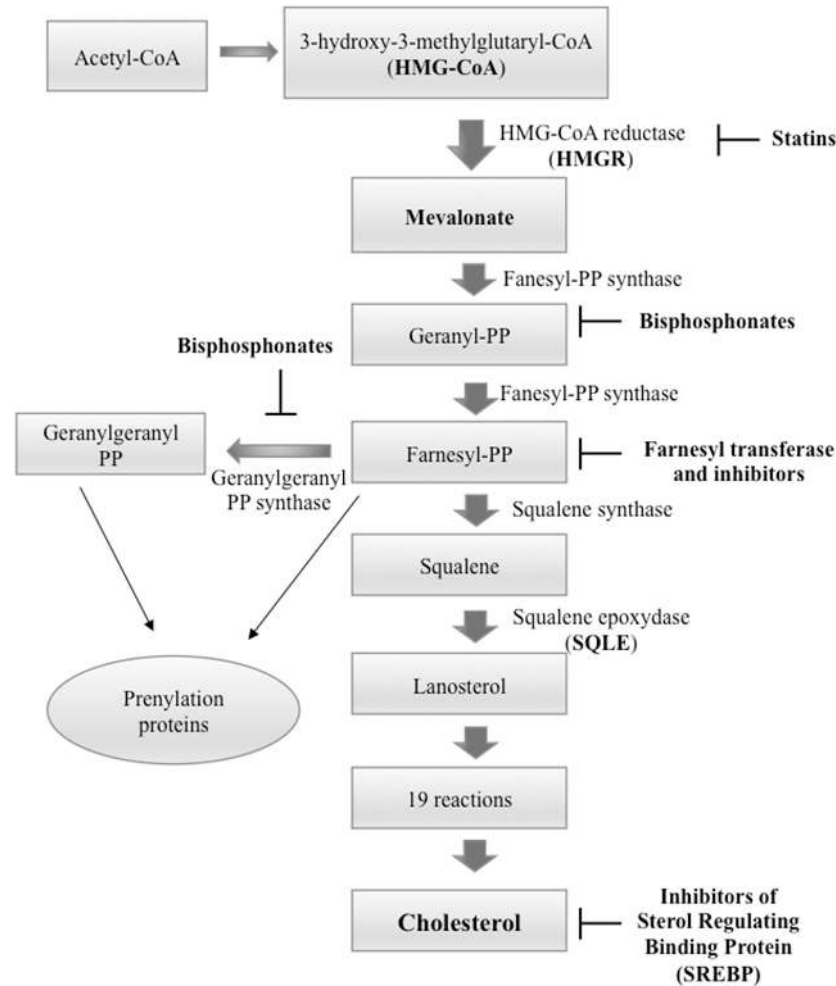 Acetyl-CoA
3-hydroxy-3-methylglutaryl-CoA
(HMG-CoA)
HMG-CoA reductase
(HMGR)
Statins
Mevalonate
Fanesyl-PP synthase
Geranyl-PP
Bisphosphonates
Bisphosphonates
Fanesyl-PP synthase
Geranylgeranyl
PP
Geranylgeranyl
PP synthase
Farnesyl-PP
Farnesyl transferase
and inhibitors
Squalene synthase
Squalene
Squalene epoxydase
(SQLE)
Lanosterol
Prenylation
proteins
19 reactions
Cholesterol
Inhibitors of
Sterol Regulating
Binding Protein
(SREBP)